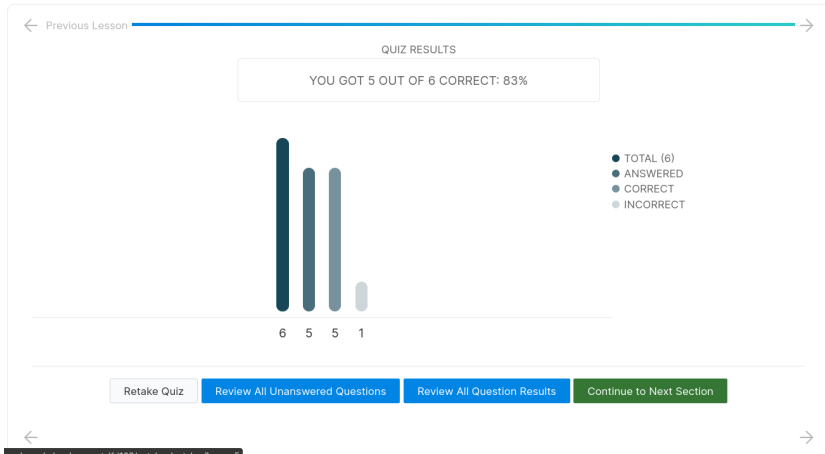 Previous Lesson
QUIZ RESULTS
YOU GOT 5 OUT OF 6 CORRECT: 83%
TOTAL (6)
ANSWERED
CORRECT
INCORRECT
6 5 5 1
Retake Quiz Review All Unanswered Questions Review All Question Results Continue to Next Section